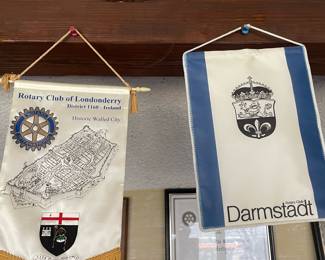 Rotary Club of Londonderry
District 1160 - Ireland
Historic Walled City
Rotary Club
Darmstadt